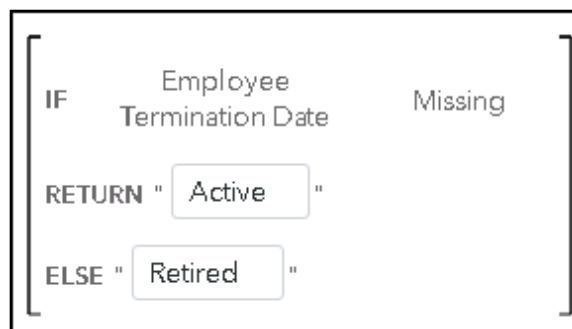 IF Employee Termination Date Missing
RETURN " Active "
ELSE " Retired "